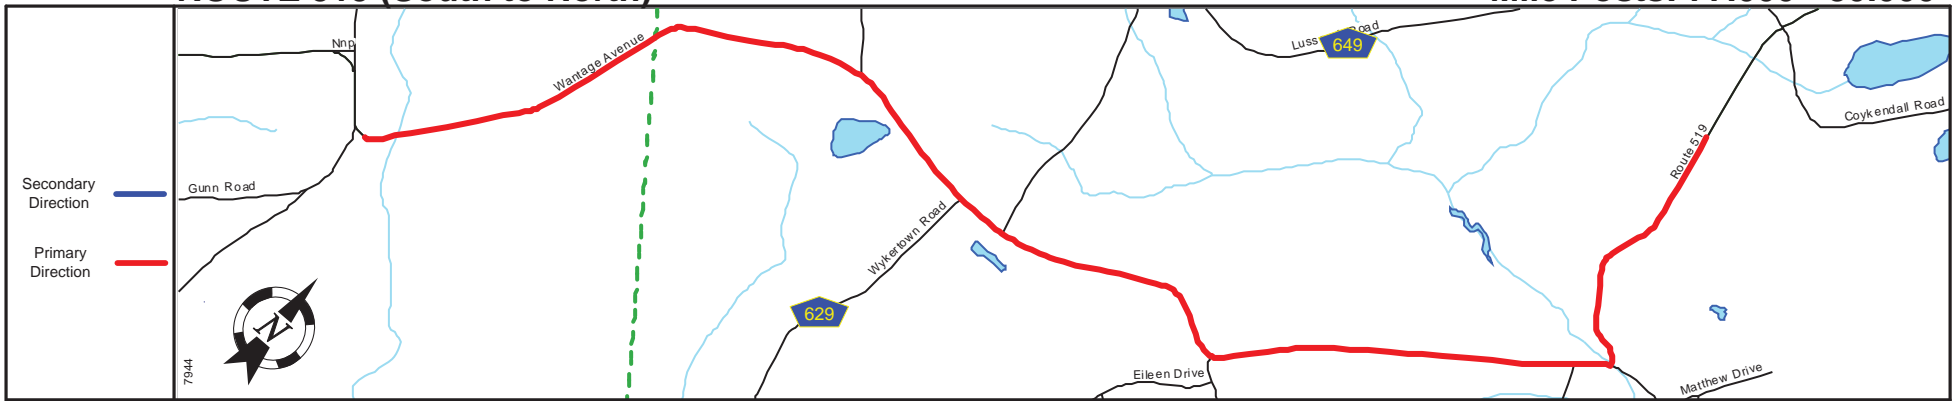 Secondary
Direction
Primary
Direction
Nnp
Gunn Road
7944
N
Wantage Avenue
Wykertown Road
629
649
Road
Eileen Drive
Route 519
Matthew Drive
Coykendall Road